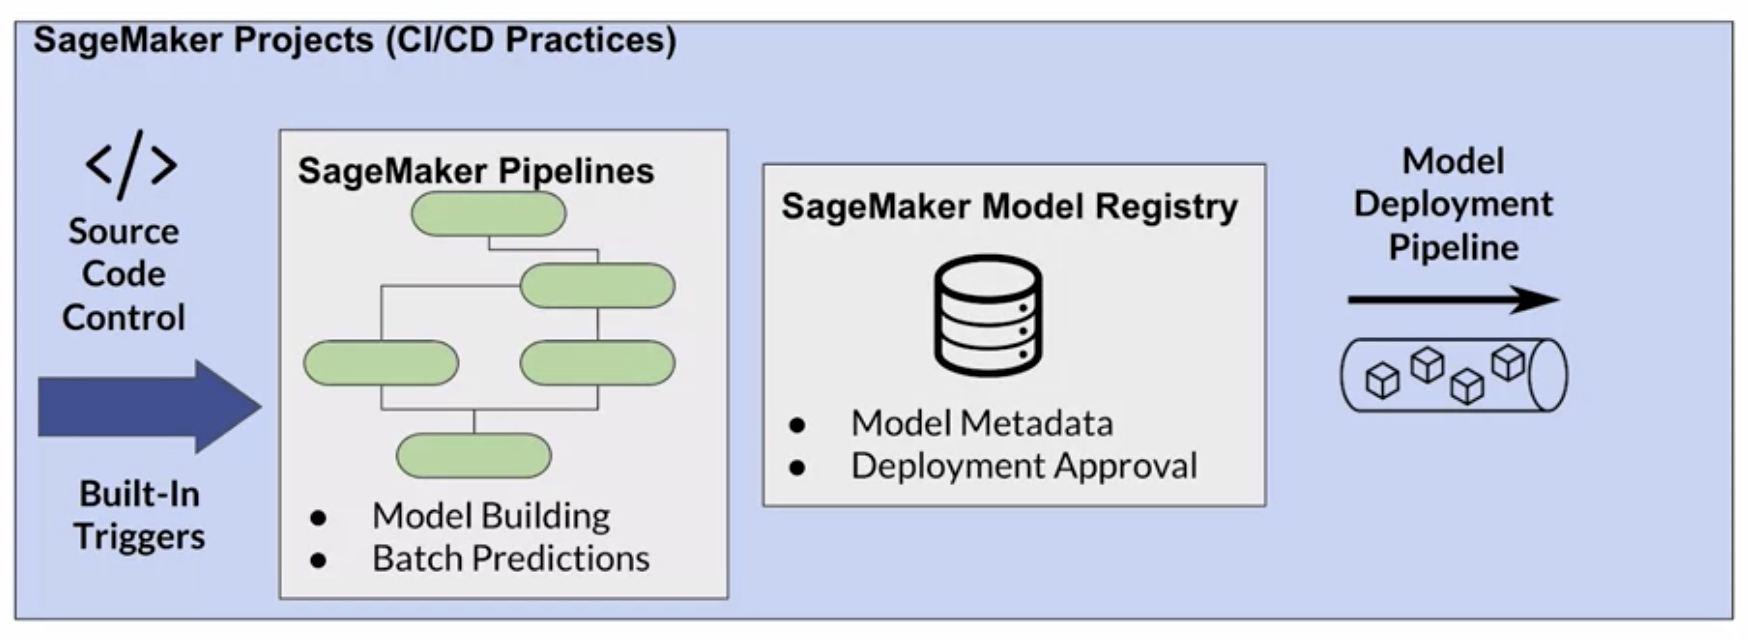 SageMaker Projects (CI/CD Practices)
</>
Source
Code
Control
Built-In
Triggers
SageMaker Pipelines
● Model Building
● Batch Predictions
SageMaker Model Registry
● Model Metadata
● Deployment Approval
Model
Deployment
Pipeline